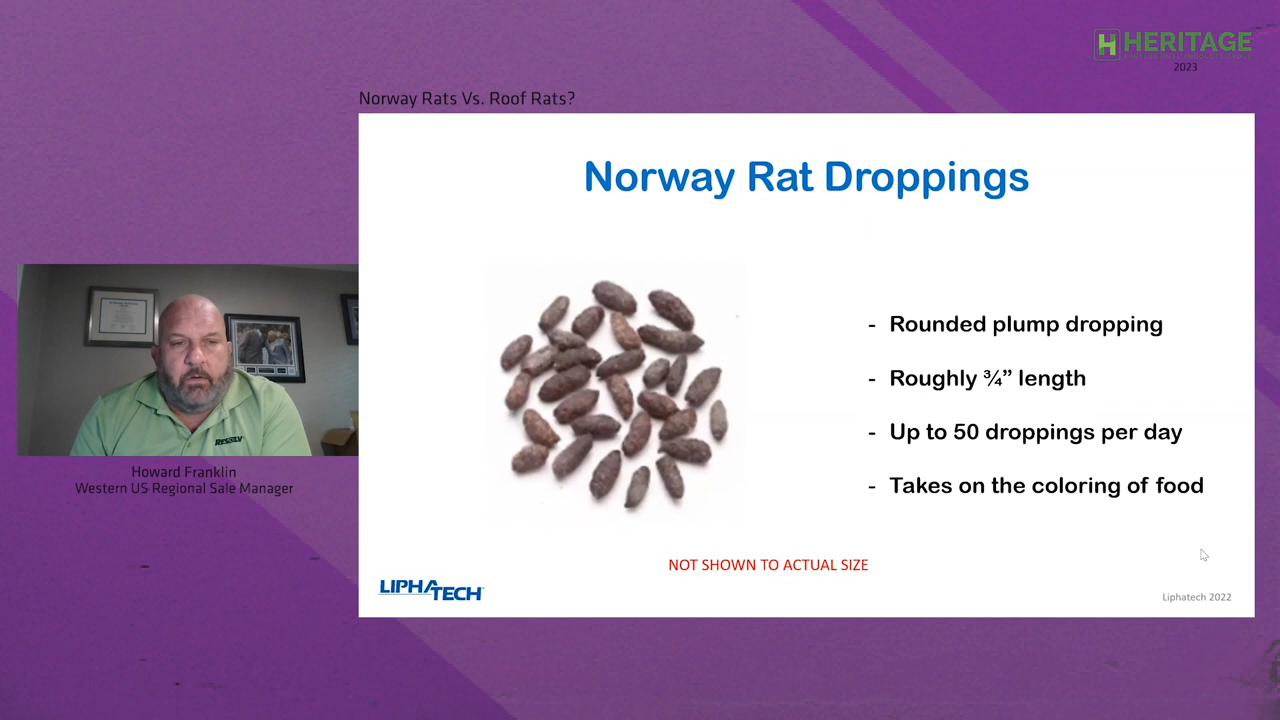 HERITAGE
2023
Norway Rats Vs. Roof Rats?
Norway Rat Droppings
- Rounded plump dropping
- Roughly ¾” length
- Up to 50 droppings per day
- Takes on the coloring of food
NOT SHOWN TO ACTUAL SIZE
LIPHATECH
Liphatech 2022
Howard Franklin
Western US Regional Sale Manager